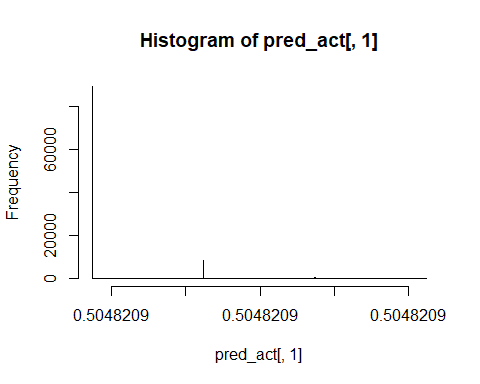 Histogram of pred_act[, 1]
Frequency
60000
20000
0
0.5048209 0.5048209 0.5048209
pred_act[, 1]